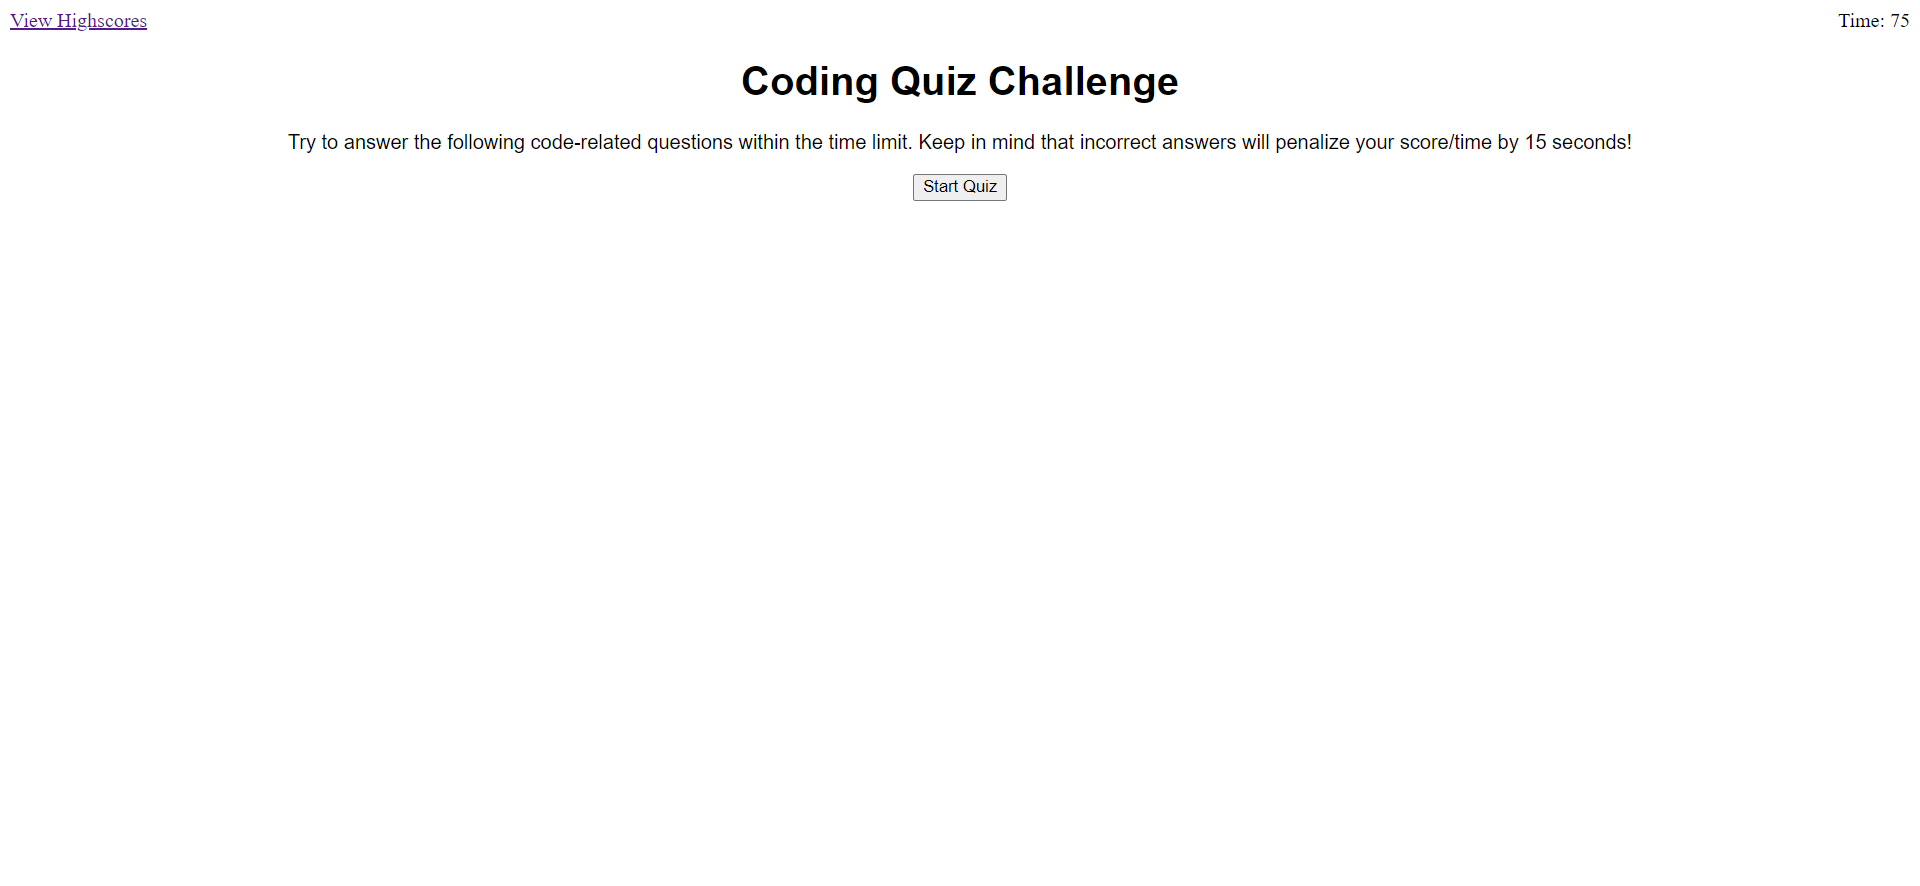 View Highscores
Time: 75
Coding Quiz Challenge
Try to answer the following code-related questions within the time limit. Keep in mind that incorrect answers will penalize your score/time by 15 seconds!
Start Quiz